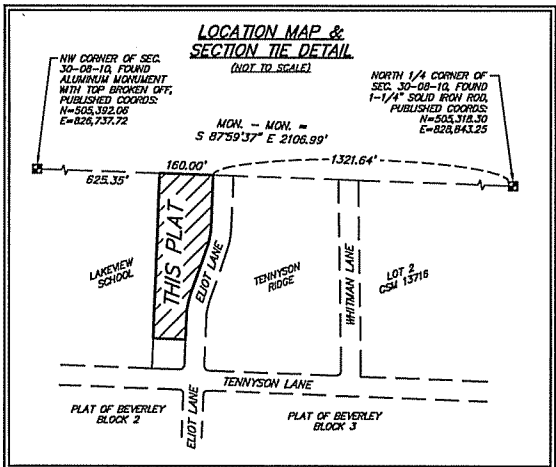 LOCATION MAP &
SECTION TIE DETAIL
(NOT TO SCALE)
NW CORNER OF SEC.
30-08-10, FOUND
ALUMINUM MONUMENT
WITH TOP BROKEN OFF,
PUBLISHED COORDS:
N=505,392.06
E=826,737.72
NORTH 1/4 CORNER OF
SEC. 30-08-10, FOUND
1-1/4" SOLID IRON ROD,
PUBLISHED COORDS:
N=505,318.30
E=828,843.25
MON. - MON. =
S 87°59'37" E 2106.99'
625.35'
160.00'
1321.64'
LAKEVIEW
SCHOOL
THIS PLAT
ELIOT LANE
TENNYSON
RIDGE
WHITMAN LANE
LOT 2
CSM 13716
TENNYSON LANE
PLAT OF BEVERLEY
BLOCK 2
ELIOT LANE
PLAT OF BEVERLEY
BLOCK 3